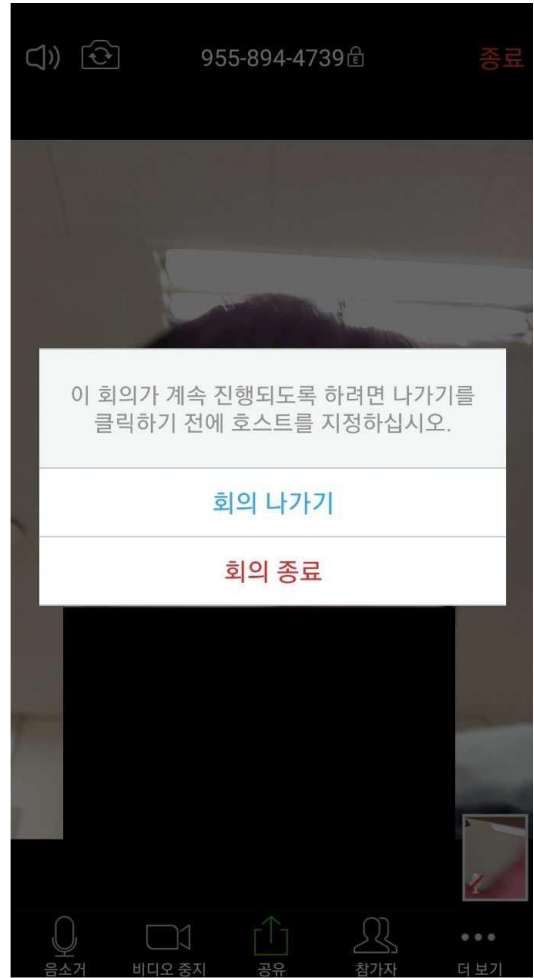 955-894-4739
종료
이 회의가 계속 진행되도록 하려면 나가기를
클릭하기 전에 호스트를 지정하십시오.
회의 나가기
회의 종료
음소거
비디오 중지
공유
참가자
더 보기